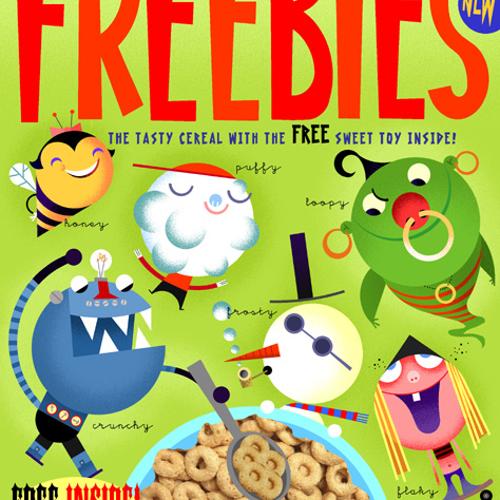 FREEBIES
NEW
THE TASTY CEREAL WITH THE FREE SWEET TOY INSIDE!
puffy
loopy
honey
frosty
crunchy
flaky
FREE INSIDE!